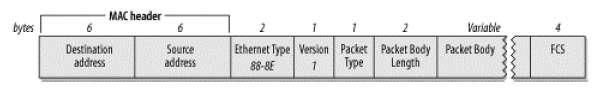 MAC header
bytes 6 6 2 1 1 2 Variable 4
Destination address Source address Ethernet Type 88-8E Version 1 Packet Type Packet Body Length Packet Body FCS